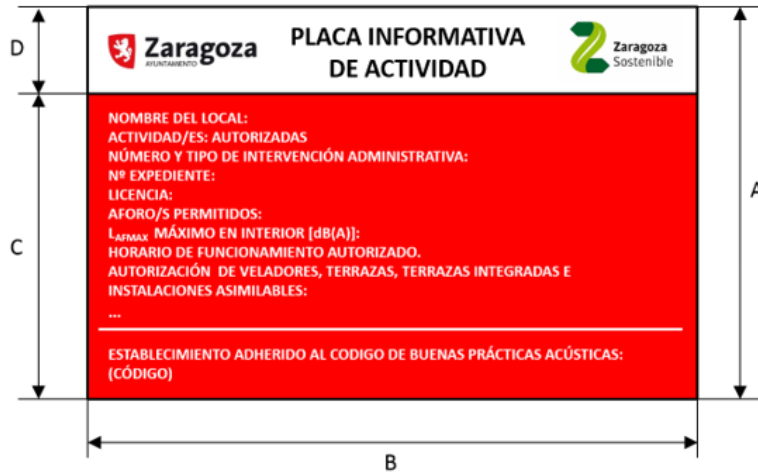 D
Zaragoza
AYUNTAMIENTO
PLACA INFORMATIVA
DE ACTIVIDAD
Zaragoza
Sostenible
A
C
NOMBRE DEL LOCAL:
ACTIVIDAD/ES: AUTORIZADAS
NÚMERO Y TIPO DE INTERVENCIÓN ADMINISTRATIVA:
Nº EXPEDIENTE:
LICENCIA:
AFORO/S PERMITIDOS:
LAFMAX MÁXIMO EN INTERIOR [dB(A)]:
HORARIO DE FUNCIONAMIENTO AUTORIZADO.
AUTORIZACIÓN DE VELADORES, TERRAZAS, TERRAZAS INTEGRADAS E
INSTALACIONES ASIMILABLES:
...
ESTABLECIMIENTO ADHERIDO AL CODIGO DE BUENAS PRÁCTICAS ACÚSTICAS:
(CÓDIGO)
B